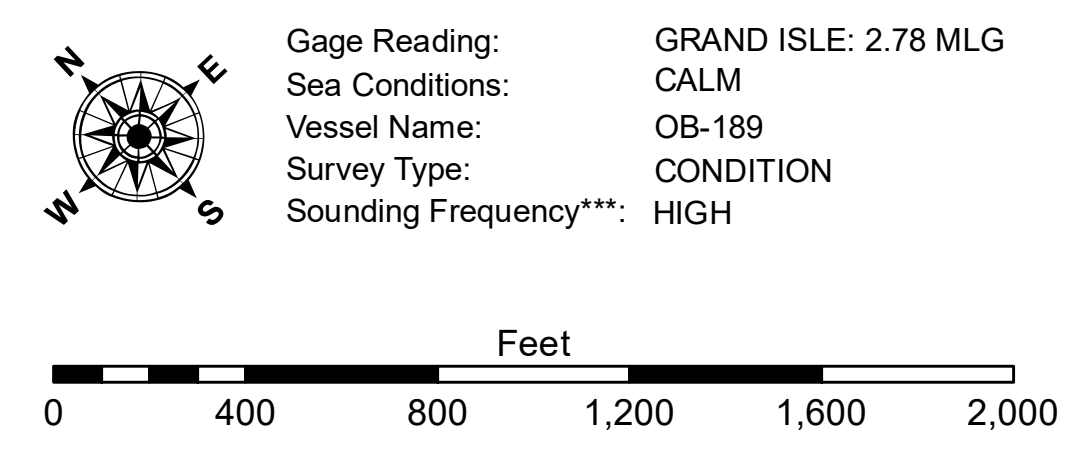 N E
W S
Gage Reading: GRAND ISLE: 2.78 MLG
Sea Conditions: CALM
Vessel Name: OB-189
Survey Type: CONDITION
Sounding Frequency***: HIGH
Feet
0 400 800 1,200 1,600 2,000